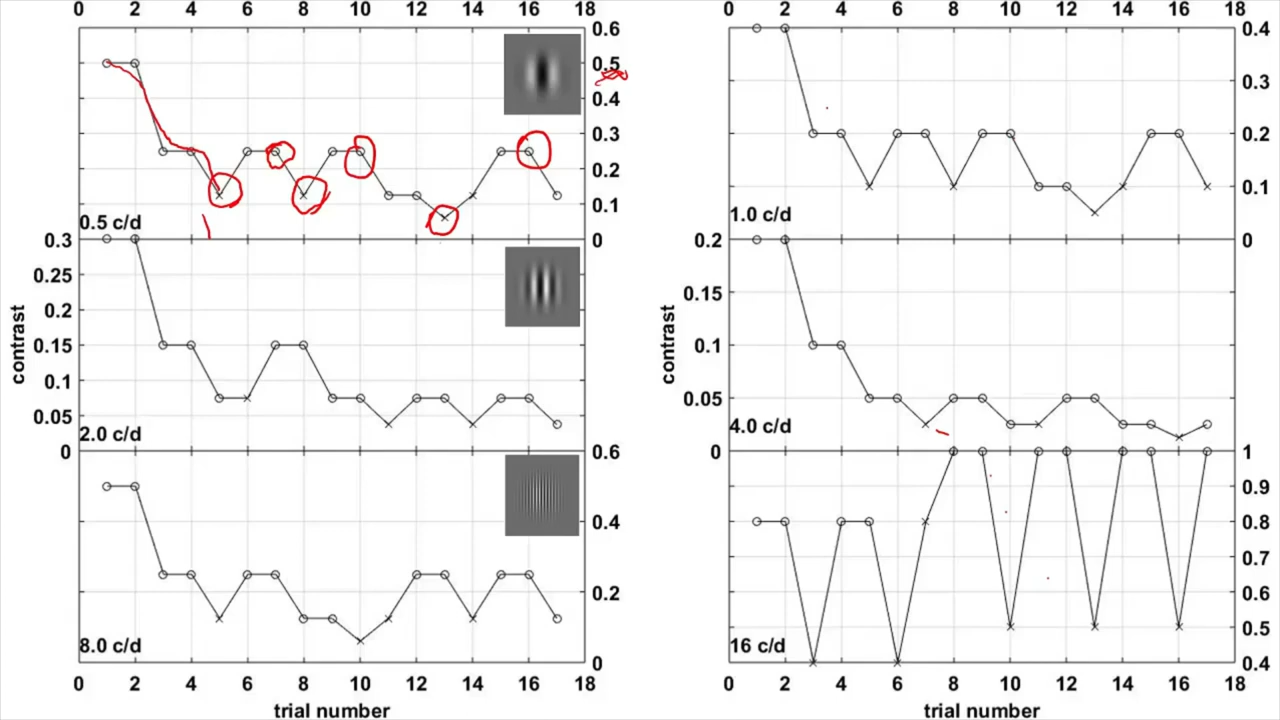 0 2 4 6 8 10 12 14 16 18
0.6
0.5
0.4
0.3
0.2
0.1
0
0.5 c/d
0 2 4 6 8 10 12 14 16 18
0.4
0.3
0.2
0.1
0
1.0 c/d
contrast
0.3
0.25
0.2
0.15
0.1
0.05
0
2.0 c/d
contrast
0.2
0.15
0.1
0.05
0
4.0 c/d
0.6
0.4
0.2
0
8.0 c/d
0 2 4 6 8 10 12 14 16 18
trial number
1
0.9
0.8
0.7
0.6
0.5
0.4
16 c/d
0 2 4 6 8 10 12 14 16 18
trial number